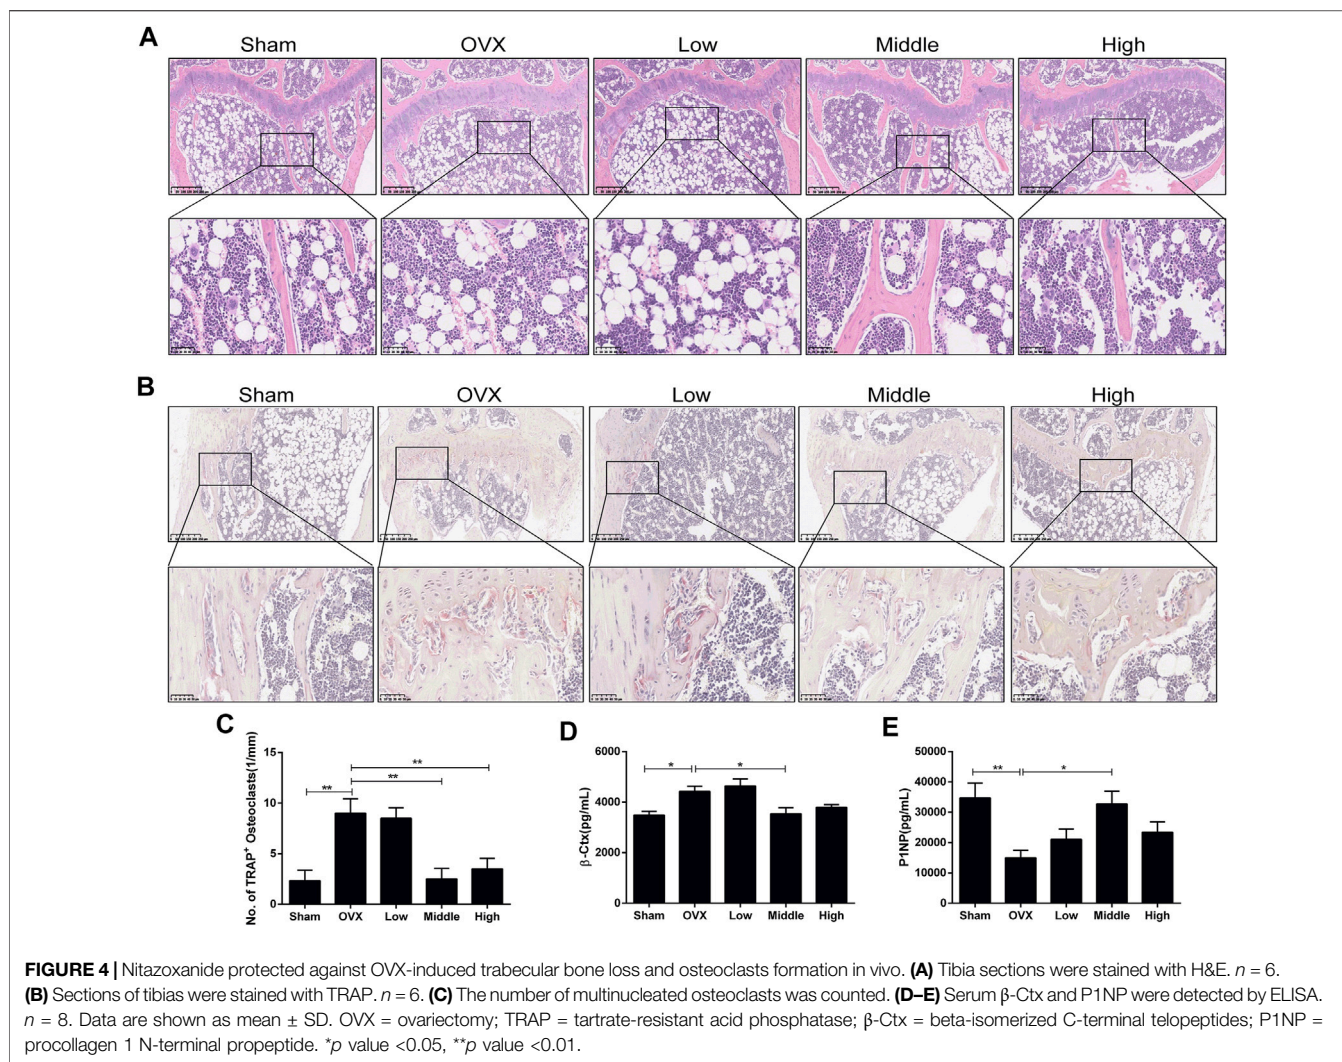 A
Sham OVX Low Middle High
B
Sham OVX Low Middle High
C
No. of TRAP⁺ Osteoclasts(1/mm)
15
10
5
0
** ** **
Sham OVX Low Middle High
D
β-Ctx(pg/mL)
6000
4000
2000
0
* *
Sham OVX Low Middle High
E
P1NP(pg/mL)
50000
40000
30000
20000
10000
0
** *
Sham OVX Low Middle High
FIGURE 4 | Nitazoxanide protected against OVX-induced trabecular bone loss and osteoclasts formation in vivo. (A) Tibia sections were stained with H&E. n = 6.
(B) Sections of tibias were stained with TRAP. n = 6. (C) The number of multinucleated osteoclasts was counted. (D–E) Serum β-Ctx and P1NP were detected by ELISA.
n = 8. Data are shown as mean ± SD. OVX = ovariectomy; TRAP = tartrate-resistant acid phosphatase; β-Ctx = beta-isomerized C-terminal telopeptides; P1NP =
procollagen 1 N-terminal propeptide. *p value <0.05, **p value <0.01.